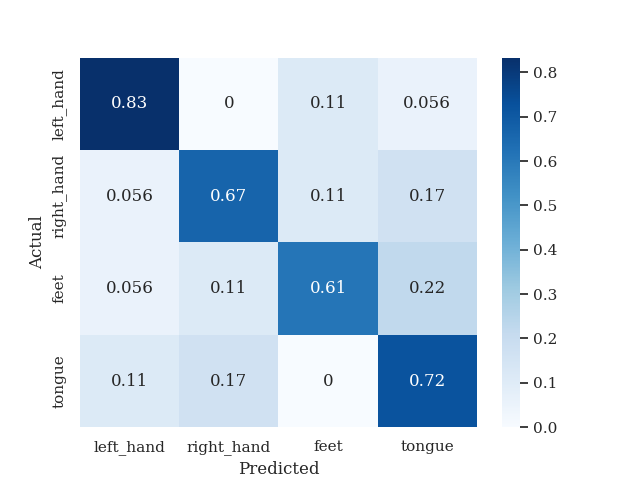 left_hand 0.83 0 0.11 0.056
right_hand 0.056 0.67 0.11 0.17
feet 0.056 0.11 0.61 0.22
tongue 0.11 0.17 0 0.72
Actual
left_hand right_hand feet tongue
Predicted
0.8
0.7
0.6
0.5
0.4
0.3
0.2
0.1
0.0